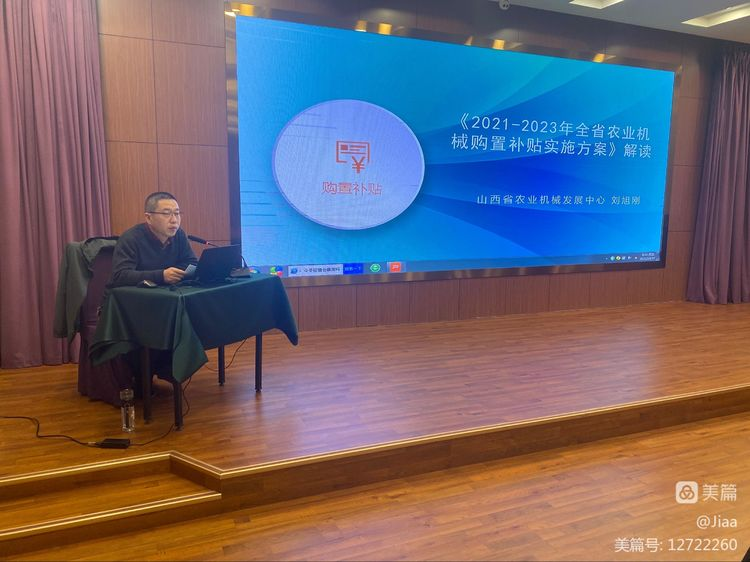 《2021-2023年全省农业机
械购置补贴实施方案》解读
购置补贴
山西省农业机械发展中心 刘旭刚
美篇
@Jiaa
美篇号: 12722260